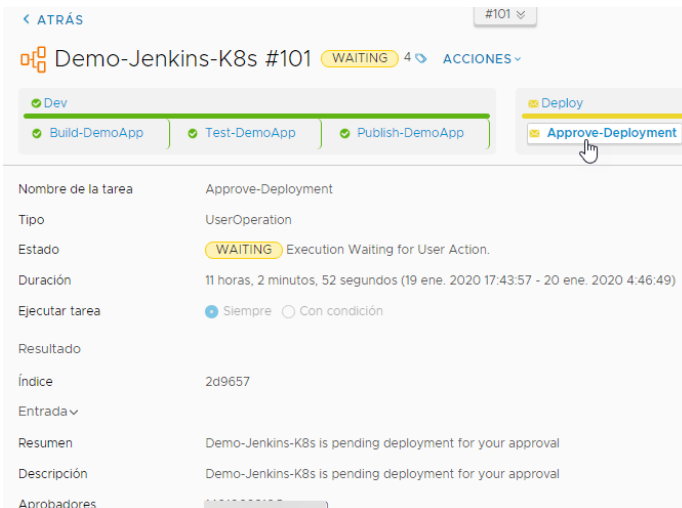 < ATRÁS
#101
Demo-Jenkins-K8s #101 WAITING 4 ACCIONES
Dev
Deploy
Build-DemoApp Test-DemoApp Publish-DemoApp Approve-Deployment
Nombre de la tarea Approve-Deployment
Tipo UserOperation
Estado WAITING Execution Waiting for User Action.
Duración 11 horas, 2 minutos, 52 segundos (19 ene. 2020 17:43:57 - 20 ene. 2020 4:46:49)
Ejecutar tarea Siempre Con condición
Resultado
Índice 2d9657
Entrada
Resumen Demo-Jenkins-K8s is pending deployment for your approval
Descripción Demo-Jenkins-K8s is pending deployment for your approval
Aprobadores